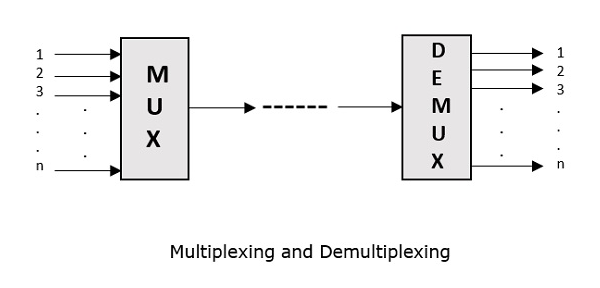 1
2
3
.
.
.
n
M
U
X
------
D
E
M
U
X
1
2
3
.
.
.
n
Multiplexing and Demultiplexing